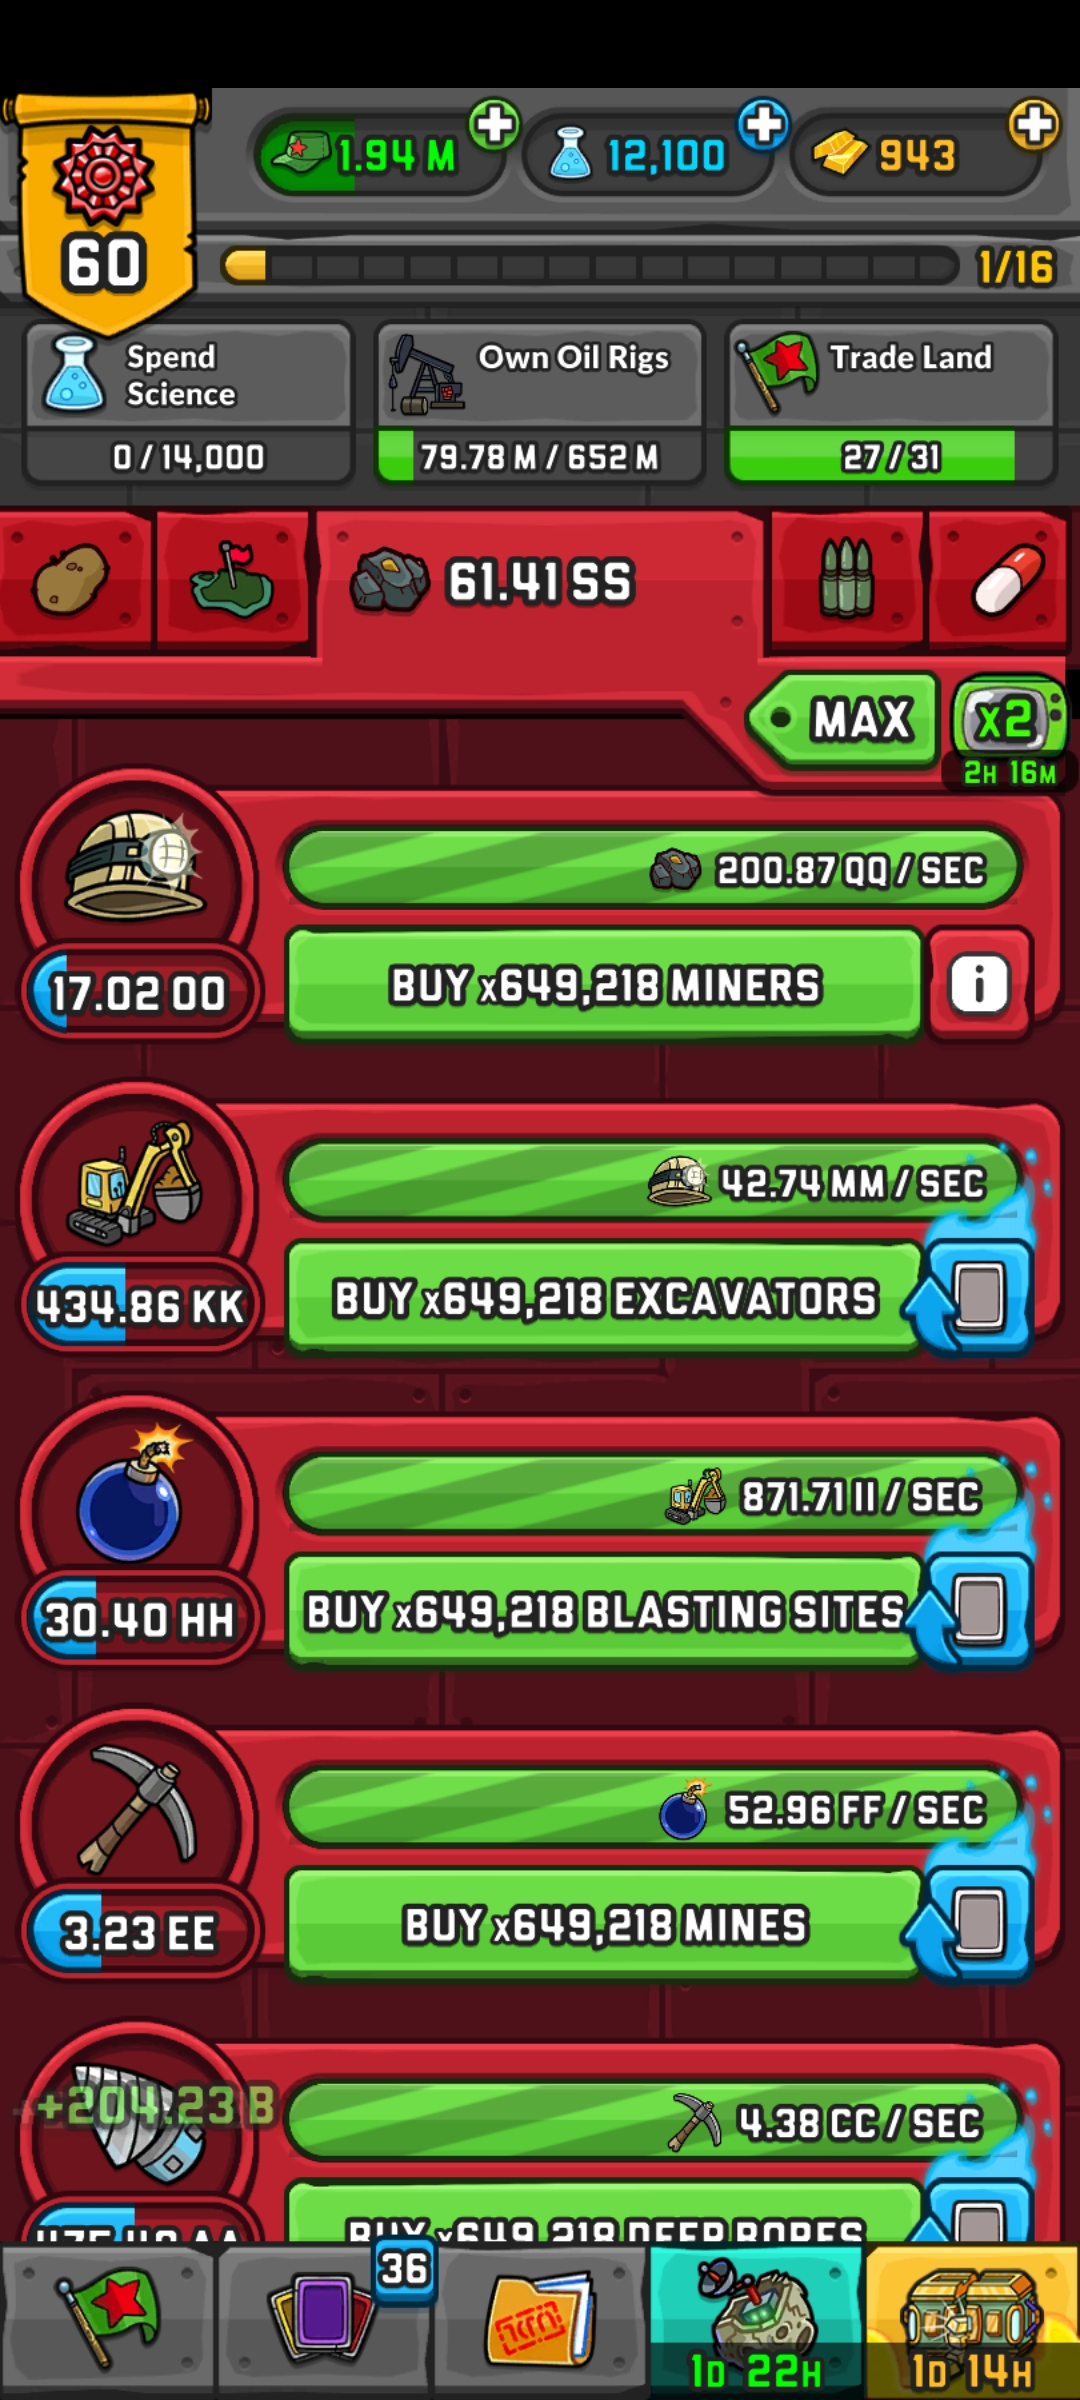 1.94 M
12,100
943
60
1/16
Spend
Science
0 / 14,000
Own Oil Rigs
79.78 M / 652 M
Trade Land
27 / 31
61.41 SS
MAX
x2
2H 16M
200.87 QQ / SEC
17.02 OO
BUY x649,218 MINERS
i
42.74 MM / SEC
434.86 KK
BUY x649,218 EXCAVATORS
871.71 II / SEC
30.40 HH
BUY x649,218 BLASTING SITES
52.96 FF / SEC
3.23 EE
BUY x649,218 MINES
+204.23 B
4.38 CC / SEC
BUY x649,218 DEEP BORES
36
1D 22H
1D 14H